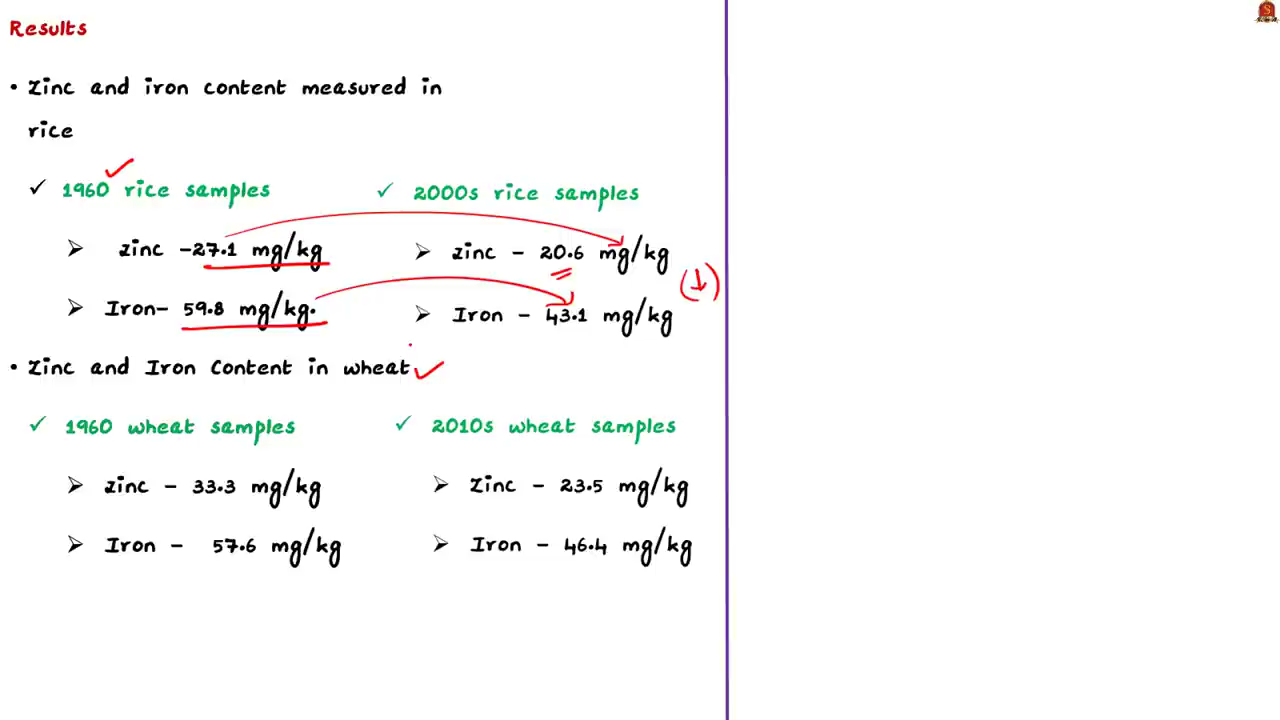 Results
• Zinc and iron content measured in
rice
✓ 1960 rice samples
➢ zinc -27.1 mg/kg
➢ Iron- 59.8 mg/kg.
✓ 2000s rice samples
➢ zinc - 20.6 mg/kg
➢ Iron - 43.1 mg/kg
(↓)
• Zinc and Iron Content in wheat
✓ 1960 wheat samples
➢ zinc - 33.3 mg/kg
➢ Iron - 57.6 mg/kg
✓ 2010s wheat samples
➢ Zinc - 23.5 mg/kg
➢ Iron - 46.4 mg/kg